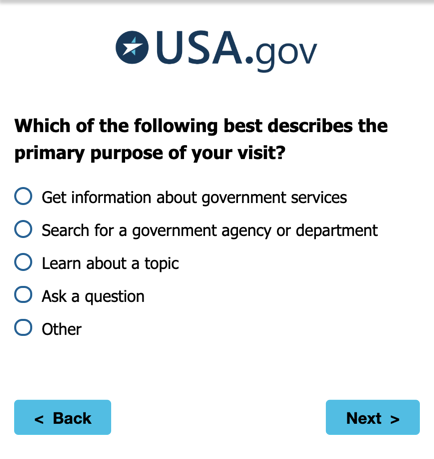 USA.gov
Which of the following best describes the
primary purpose of your visit?
Get information about government services
Search for a government agency or department
Learn about a topic
Ask a question
Other
< Back
Next >